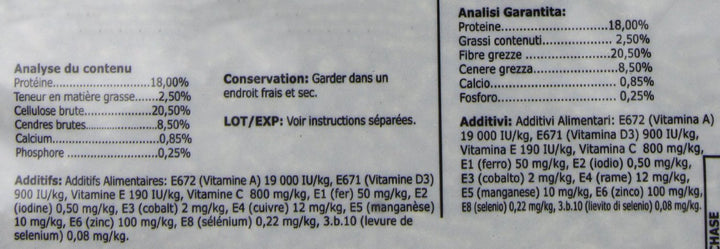 Analyse du contenu
Protéine.....................18,00%
Teneur en matière grasse......2,50%
Cellulose brute................20,50%
Cendres brutes.................8,50%
Calcium.........................0,85%
Phosphore .....................0,25%
Conservation: Garder dans un
endroit frais et sec.
LOT/EXP: Voir instructions séparées.
Additifs: Additifs Alimentaires: E672 (Vitamine A) 19 000 IU/kg, E671 (Vitamine D3)
900 IU/kg, Vitamine E 190 IU/kg, Vitamine C 800 mg/kg, E1 (fer) 50 mg/kg, E2
(iodine) 0,50 mg/kg, E3 (cobalt) 2 mg/kg, E4 (cuivre) 12 mg/kg, E5 (manganèse)
10 mg/kg, E6 (zinc) 100 mg/kg, E8 (sélénium) 0,22 mg/kg, 3.b.10 (levure de
selenium) 0,08 mg/kg.
Analisi Garantita:
Proteine.............................18,00%
Grassi contenuti....................2,50%
Fibre grezze .......................20,50%
Cenere grezza......................8,50%
Calcio...............................0,85%
Fosforo..............................0,25%
Additivi: Additivi Alimentari: E672 (Vitamina A)
19 000 IU/kg, E671 (Vitamina D3) 900 IU/kg,
Vitamina E 190 IU/kg, Vitamina C 800 mg/kg,
E1 (ferro) 50 mg/kg, E2 (iodio) 0,50 mg/kg,
E3 (cobalto) 2 mg/kg, E4 (rame) 12 mg/kg,
E5 (manganese) 10 mg/kg, E6 (zinco) 100 mg/kg,
E8 (selenio) 0,22 mg/kg, 3.b.10 (lievito di selenio) 0,08 mg/kg.
HASE